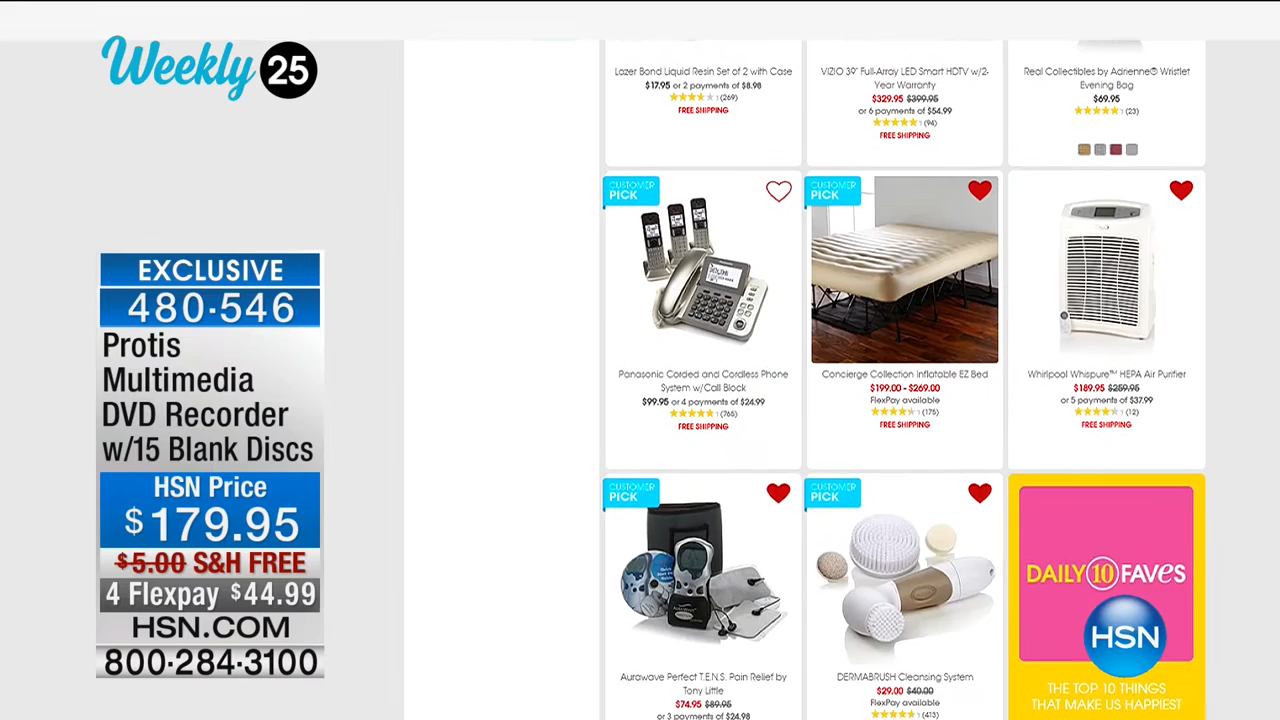 Weekly 25
EXCLUSIVE
480-546
Protis
Multimedia
DVD Recorder
w/15 Blank Discs
HSN Price
$179.95
$5.00 S&H FREE
4 Flexpay $44.99
HSN.COM
800-284-3100
Lazer Bond Liquid Resin Set of 2 with Case
$17.95 or 2 payments of $8.98
(269)
FREE SHIPPING
VIZIO 39" Full-Array LED Smart HDTV w/2-
Year Warranty
$329.95 $399.95
or 6 payments of $54.99
(94)
FREE SHIPPING
Real Collectibles by Adrienne® Wristlet
Evening Bag
$69.95
(23)
CUSTOMER
PICK
Panasonic Corded and Cordless Phone
System w/Call Block
$99.95 or 4 payments of $24.99
(765)
FREE SHIPPING
CUSTOMER
PICK
Concierge Collection Inflatable EZ Bed
$199.00 - $269.00
FlexPay available
(175)
FREE SHIPPING
Whirlpool Whispure™ HEPA Air Purifier
$189.95 $259.95
or 5 payments of $37.99
(12)
FREE SHIPPING
CUSTOMER
PICK
Aurawave Perfect T.E.N.S. Pain Relief by
Tony Little
$74.95 $89.95
or 3 payments of $24.98
CUSTOMER
PICK
DERMABRUSH Cleansing System
$29.00 $40.00
FlexPay available
(413)
DAILY 10 FAVES
HSN
THE TOP 10 THINGS
THAT MAKE US HAPPIEST